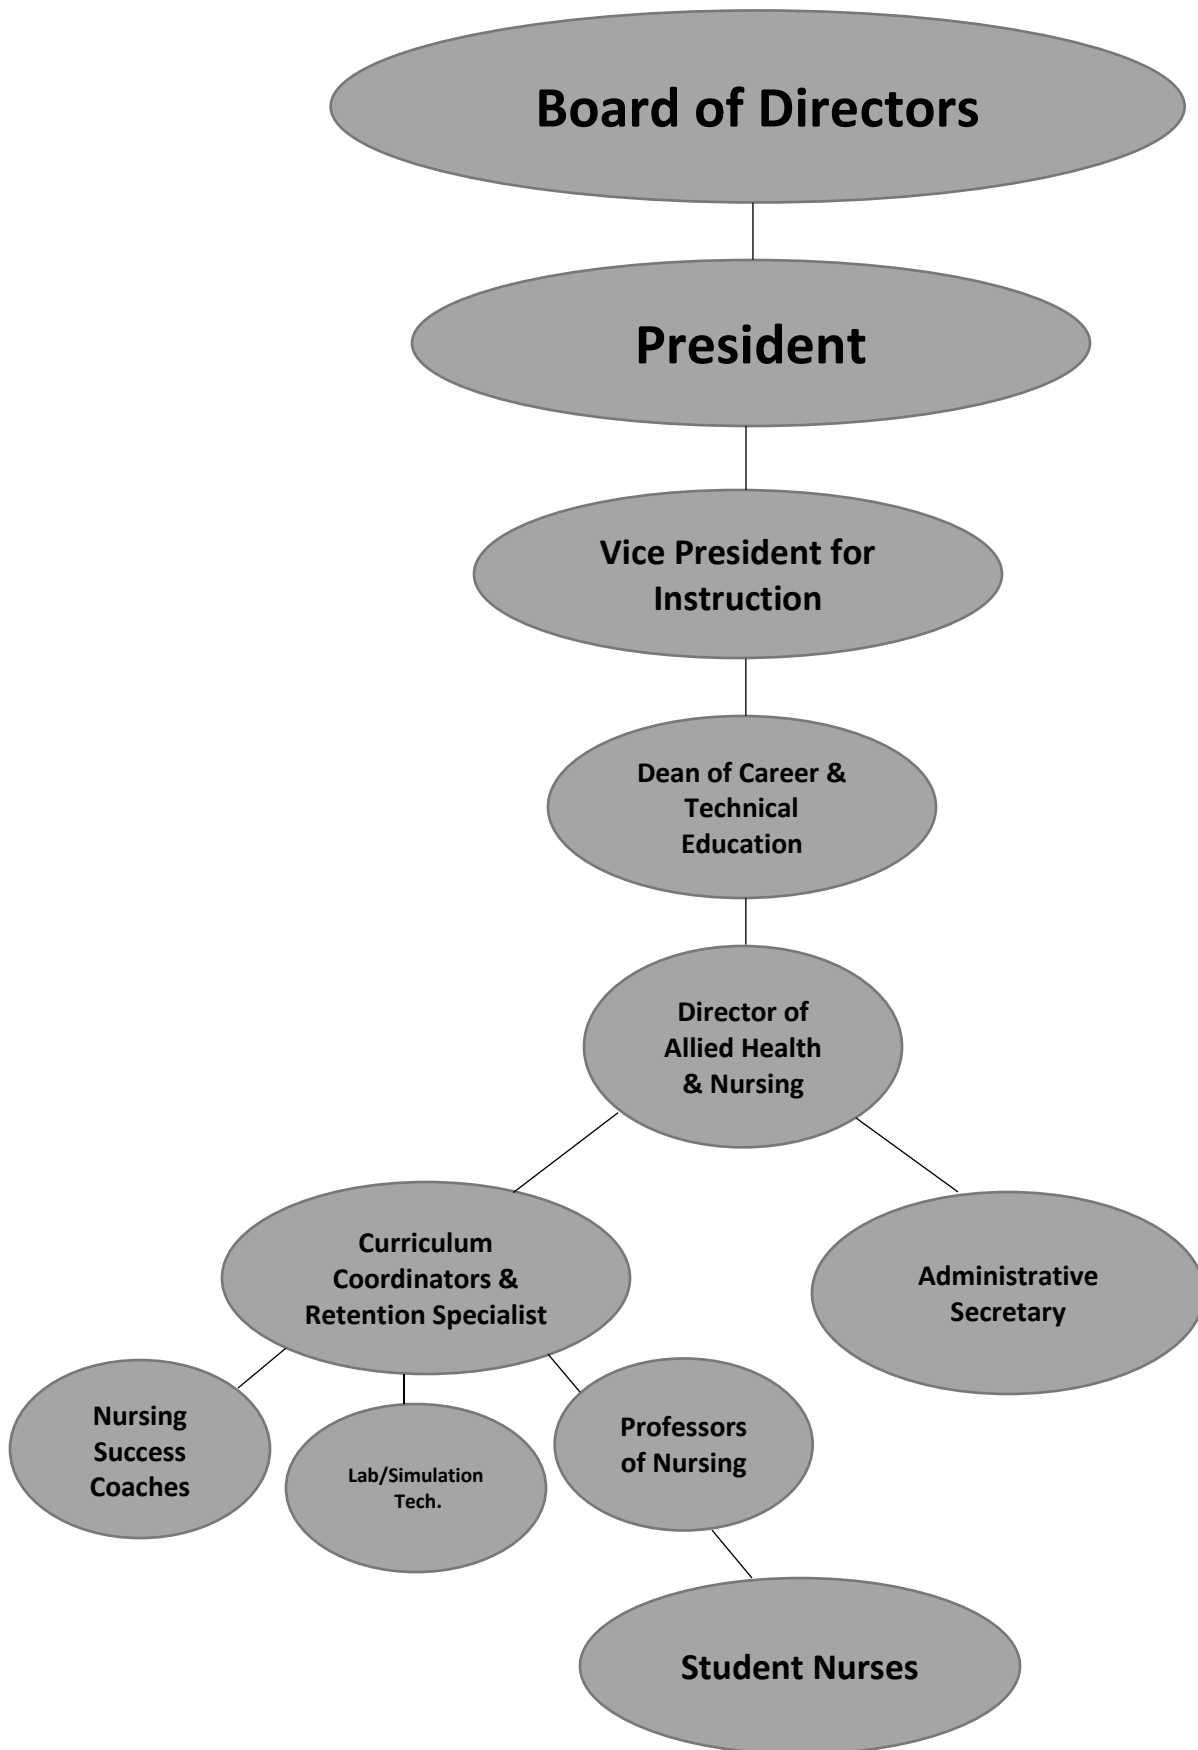 Board of Directors
President
Vice President for
Instruction
Dean of Career &
Technical
Education
Director of
Allied Health
& Nursing
Curriculum
Coordinators &
Retention Specialist
Administrative
Secretary
Nursing
Success
Coaches
Lab/Simulation
Tech.
Professors
of Nursing
Student Nurses